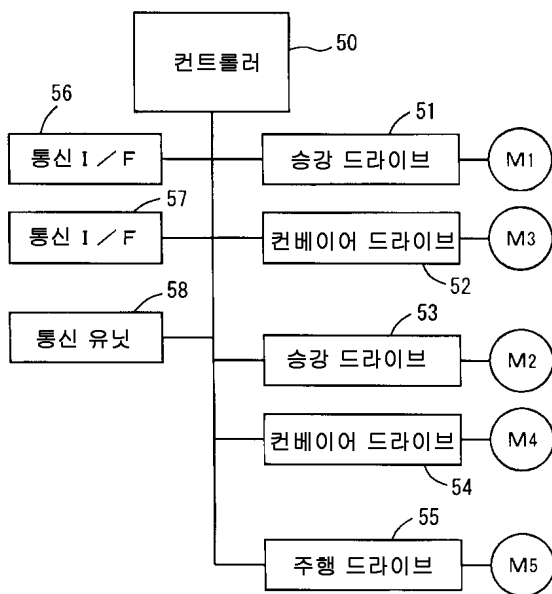 50
컨트롤러
56
51
통신 I／F
승강 드라이브
M1
57
통신 I／F
컨베이어 드라이브
M3
52
58
53
통신 유닛
승강 드라이브
M2
컨베이어 드라이브
M4
54
55
주행 드라이브
M5